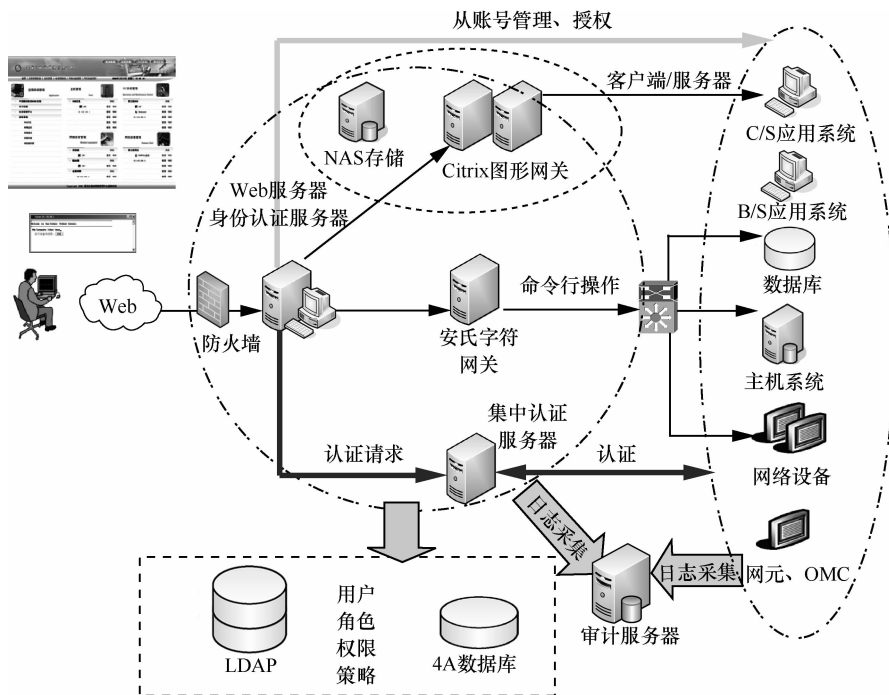 从账号管理、授权
客户端/服务器
C/S应用系统
NAS存储
Citrix图形网关
Web服务器
身份认证服务器
B/S应用系统
数据库
命令行操作
Web
防火墙
安氏字符
网关
主机系统
集中认证
服务器
认证请求
认证
网络设备
日志采集
日志采集
网元、OMC
审计服务器
用户
角色
权限
策略
LDAP
4A数据库